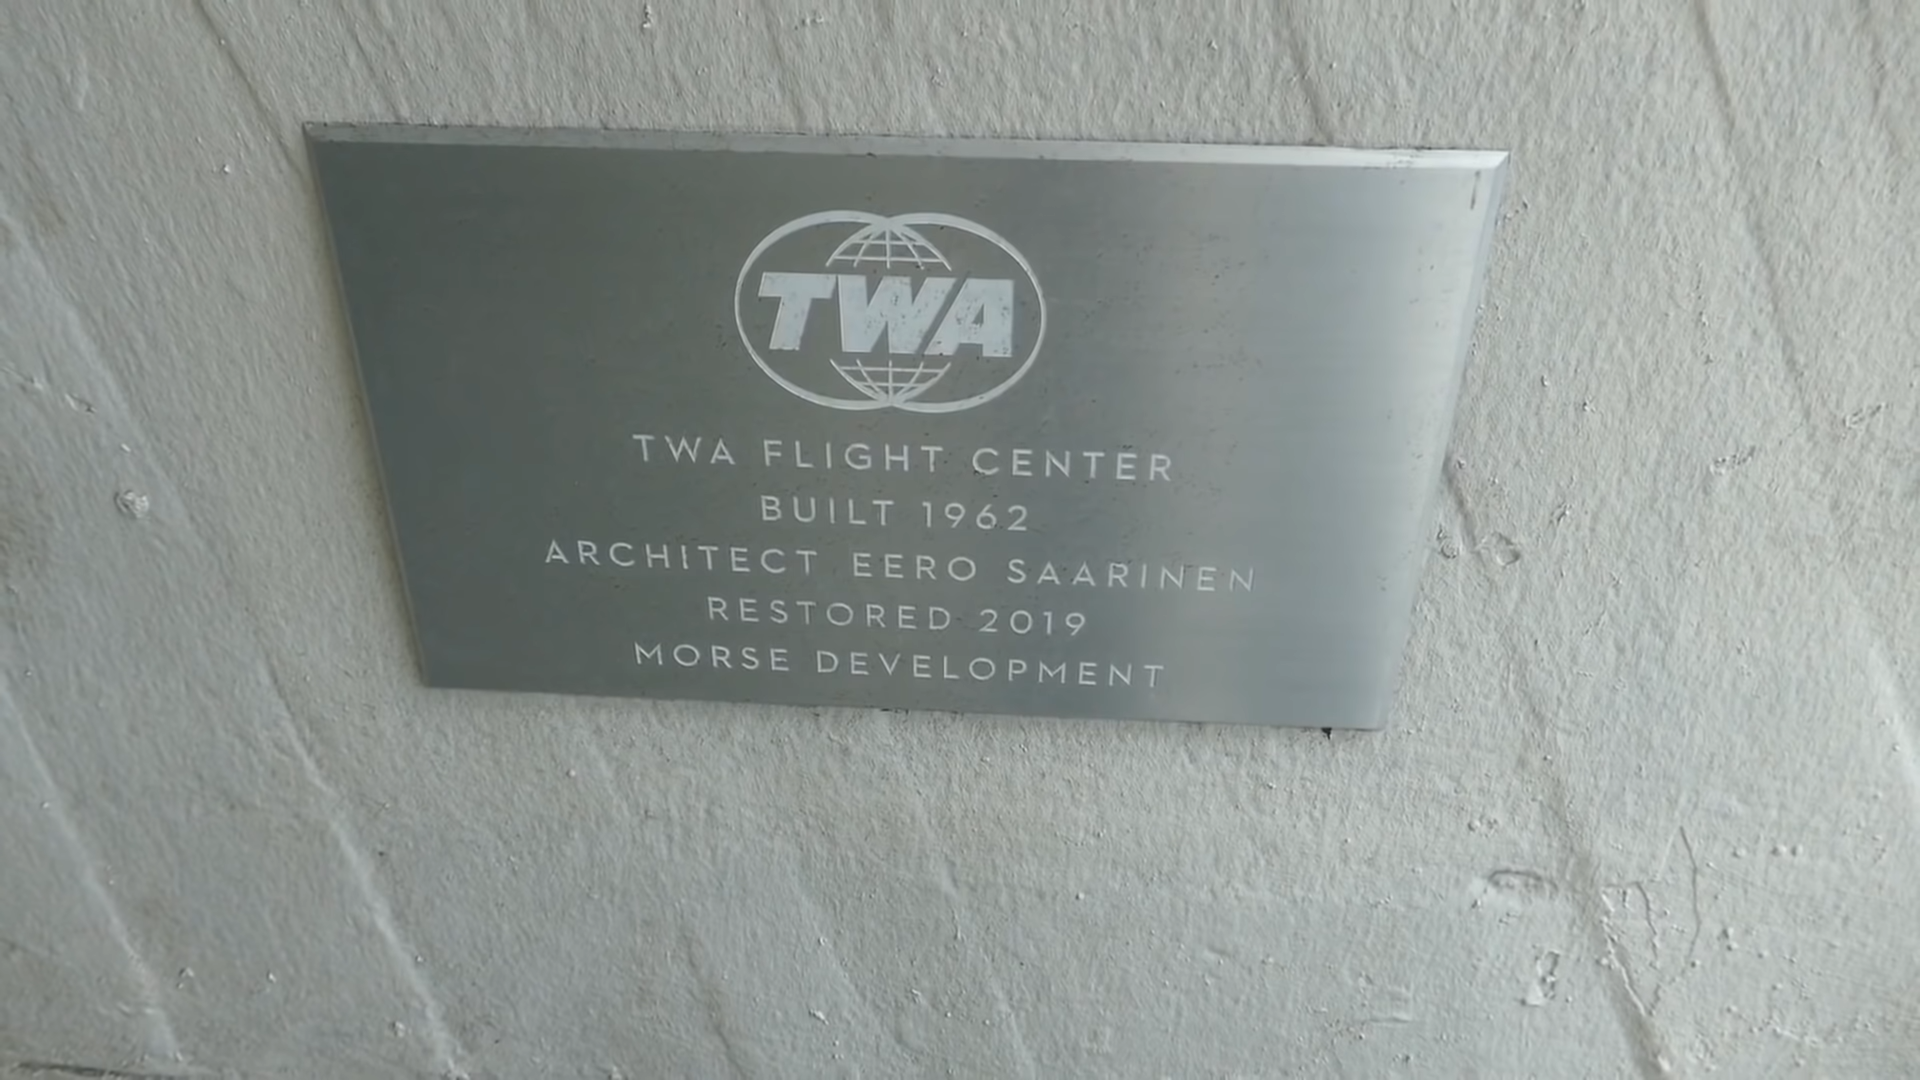 TWA
TWA FLIGHT CENTER
BUILT 1962
ARCHITECT EERO SAARINEN
RESTORED 2019
MORSE DEVELOPMENT